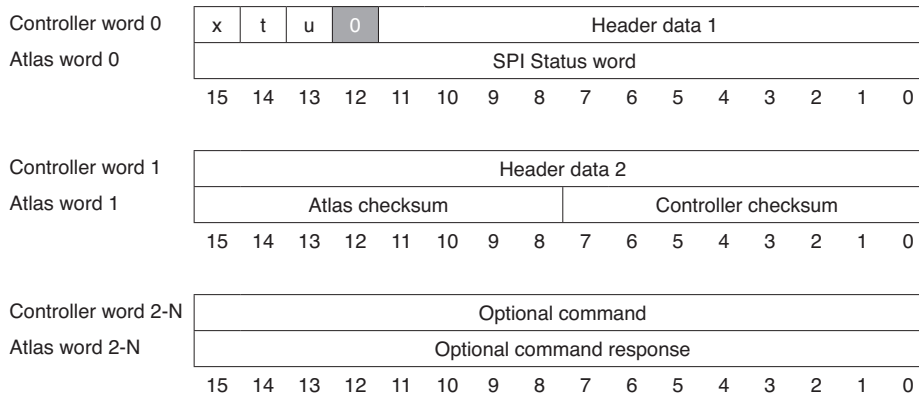 Controller word 0 x t u 0 Header data 1
Atlas word 0 SPI Status word
15 14 13 12 11 10 9 8 7 6 5 4 3 2 1 0
Controller word 1 Header data 2
Atlas word 1 Atlas checksum Controller checksum
15 14 13 12 11 10 9 8 7 6 5 4 3 2 1 0
Controller word 2-N Optional command
Atlas word 2-N Optional command response
15 14 13 12 11 10 9 8 7 6 5 4 3 2 1 0